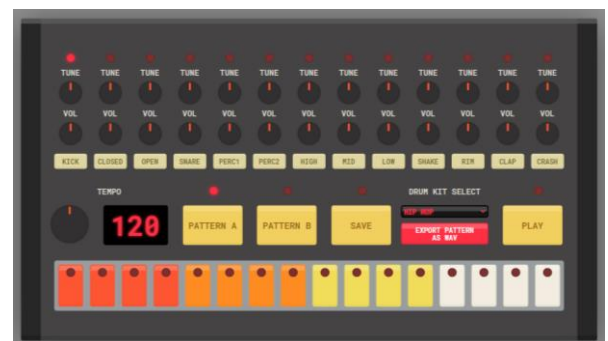 TUNE TUNE TUNE TUNE TUNE TUNE TUNE TUNE TUNE TUNE TUNE TUNE TUNE
VOL VOL VOL VOL VOL VOL VOL VOL VOL VOL VOL VOL VOL
KICK CLOSED OPEN SNARE PERC1 PERC2 HIGH MID LOW SHAKE RIM CLAP CRASH
TEMPO DRUM KIT SELECT
120 PATTERN A PATTERN B SAVE HIP HOP PLAY
EXPORT PATTERN
AS WAV